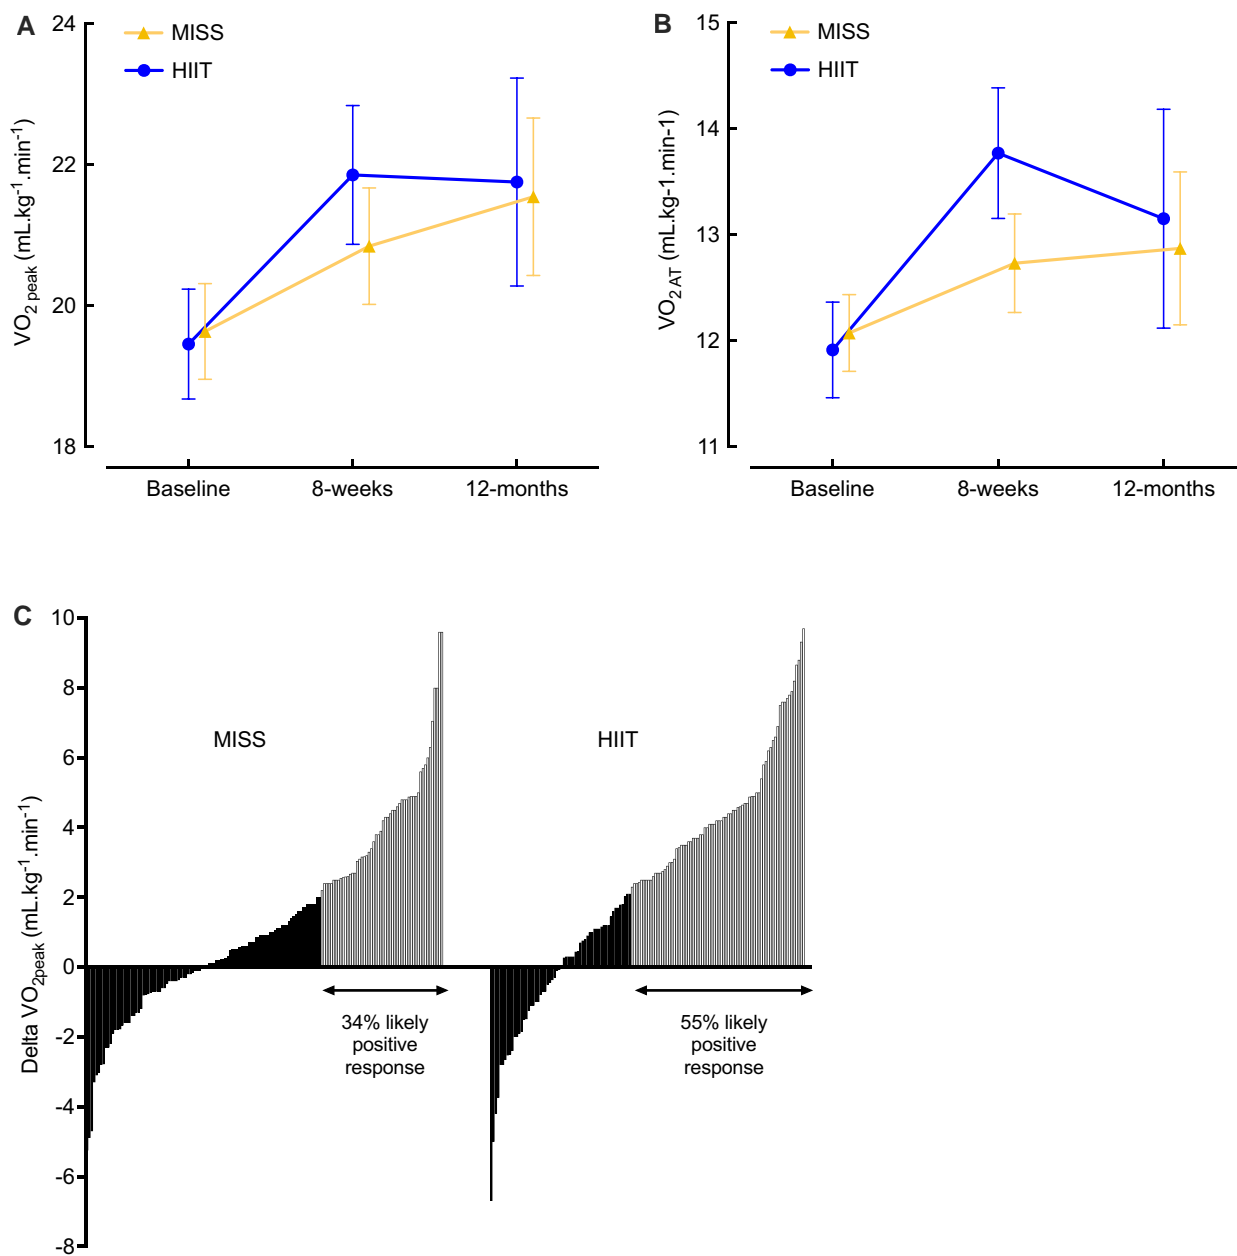 A
MISS
HIIT
VO2 peak (mL.kg-1.min-1)
24
22
20
18
Baseline
8-weeks
12-months
B
MISS
HIIT
VO2 AT (mL.kg-1.min-1)
15
14
13
12
11
Baseline
8-weeks
12-months
C
Delta VO2peak (mL.kg-1.min-1)
10
8
6
4
2
0
-2
-4
-6
-8
MISS
HIIT
34% likely
positive
response
55% likely
positive
response